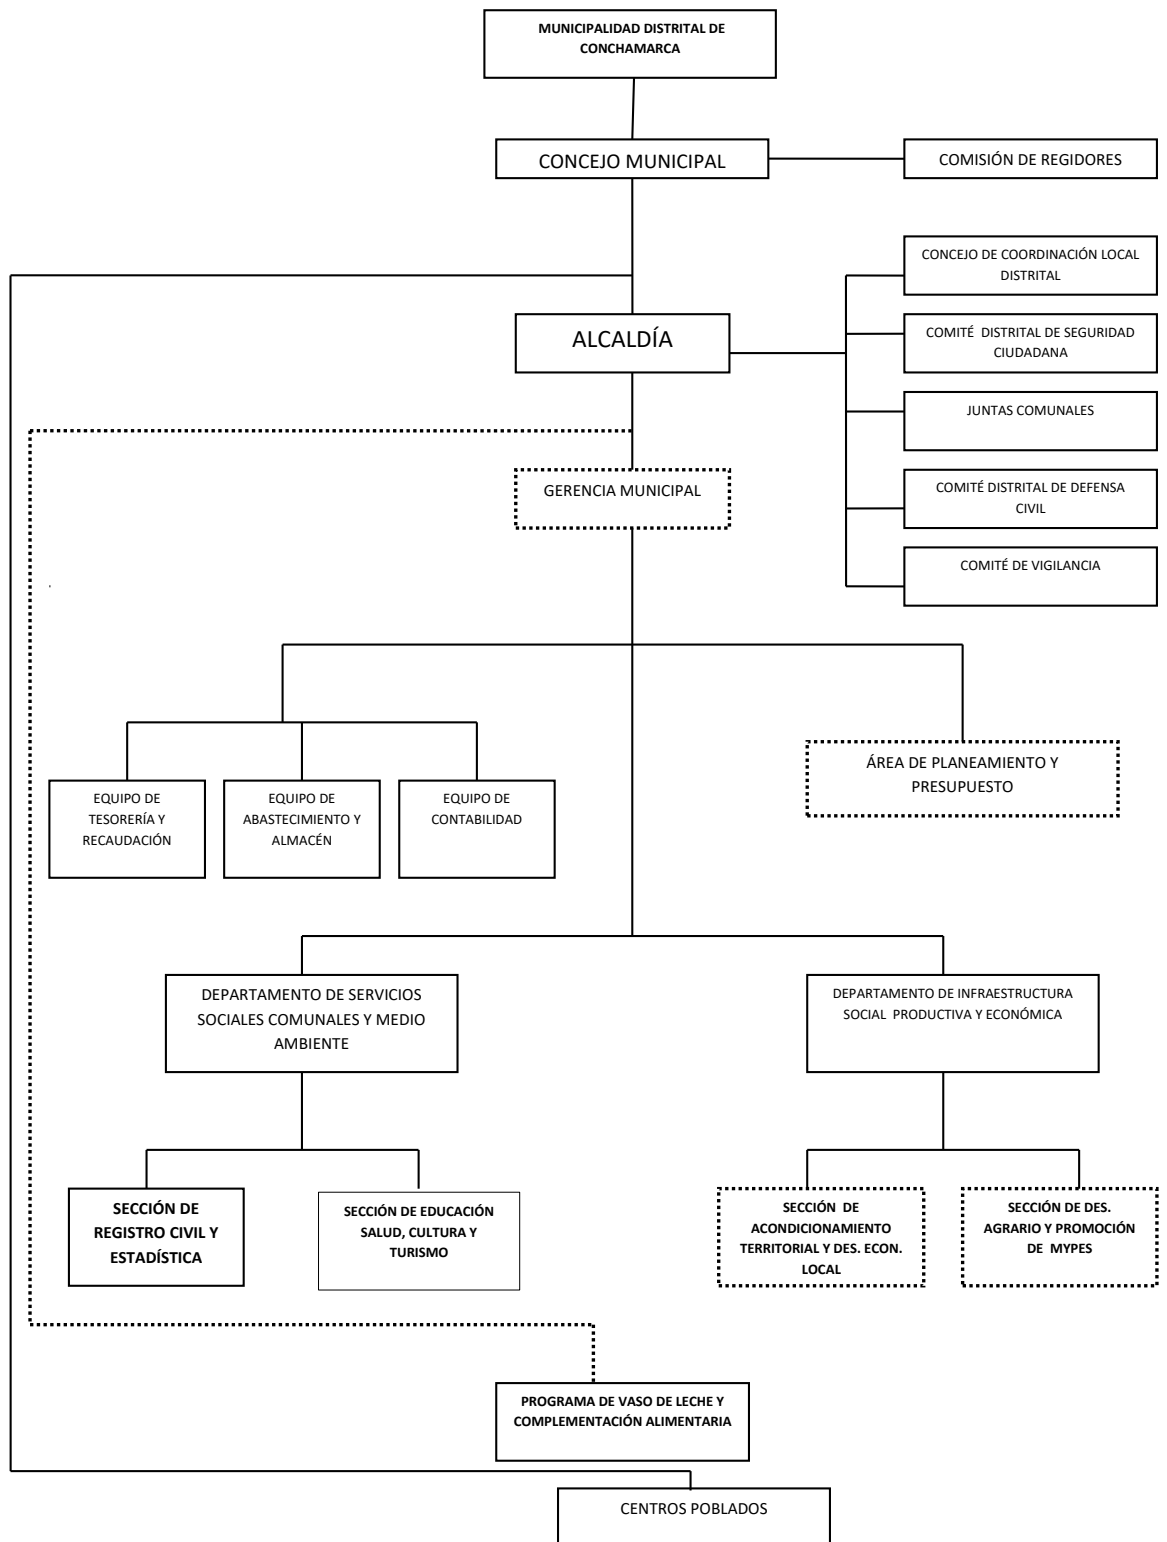 MUNICIPALIDAD DISTRITAL DE
CONCHAMARCA
CONCEJO MUNICIPAL
COMISIÓN DE REGIDORES
CONCEJO DE COORDINACIÓN LOCAL
DISTRITAL
ALCALDÍA
COMITÉ DISTRITAL DE SEGURIDAD
CIUDADANA
JUNTAS COMUNALES
GERENCIA MUNICIPAL
COMITÉ DISTRITAL DE DEFENSA
CIVIL
COMITÉ DE VIGILANCIA
ÁREA DE PLANEAMIENTO Y
PRESUPUESTO
EQUIPO DE
TESORERÍA Y
RECAUDACIÓN
EQUIPO DE
ABASTECIMIENTO Y
ALMACÉN
EQUIPO DE
CONTABILIDAD
DEPARTAMENTO DE SERVICIOS
SOCIALES COMUNALES Y MEDIO
AMBIENTE
DEPARTAMENTO DE INFRAESTRUCTURA
SOCIAL PRODUCTIVA Y ECONÓMICA
SECCIÓN DE
REGISTRO CIVIL Y
ESTADÍSTICA
SECCIÓN DE EDUCACIÓN
SALUD, CULTURA Y
TURISMO
SECCIÓN DE
ACONDICIONAMIENTO
TERRITORIAL Y DES. ECON.
LOCAL
SECCIÓN DE DES.
AGRARIO Y PROMOCIÓN
DE MYPES
PROGRAMA DE VASO DE LECHE Y
COMPLEMENTACIÓN ALIMENTARIA
CENTROS POBLADOS